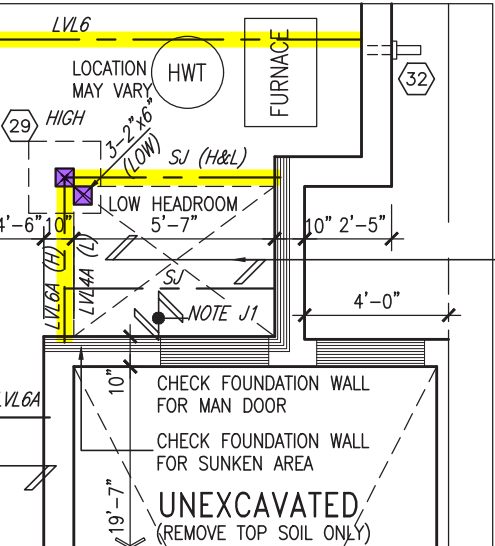 LVL6
LOCATION
MAY VARY
HWT
FURNACE
32
29
HIGH
3-2"x6"
(LOW)
SJ (H&L)
LOW HEADROOM
4'-6"
10"
5'-7"
10"
2'-5"
LVL6A (H)
LVL4A (L)
SJ
4'-0"
NOTE J1
LVL6A
10"
CHECK FOUNDATION WALL
FOR MAN DOOR
CHECK FOUNDATION WALL
FOR SUNKEN AREA
19'-7"
UNEXCAVATED
(REMOVE TOP SOIL ONLY)